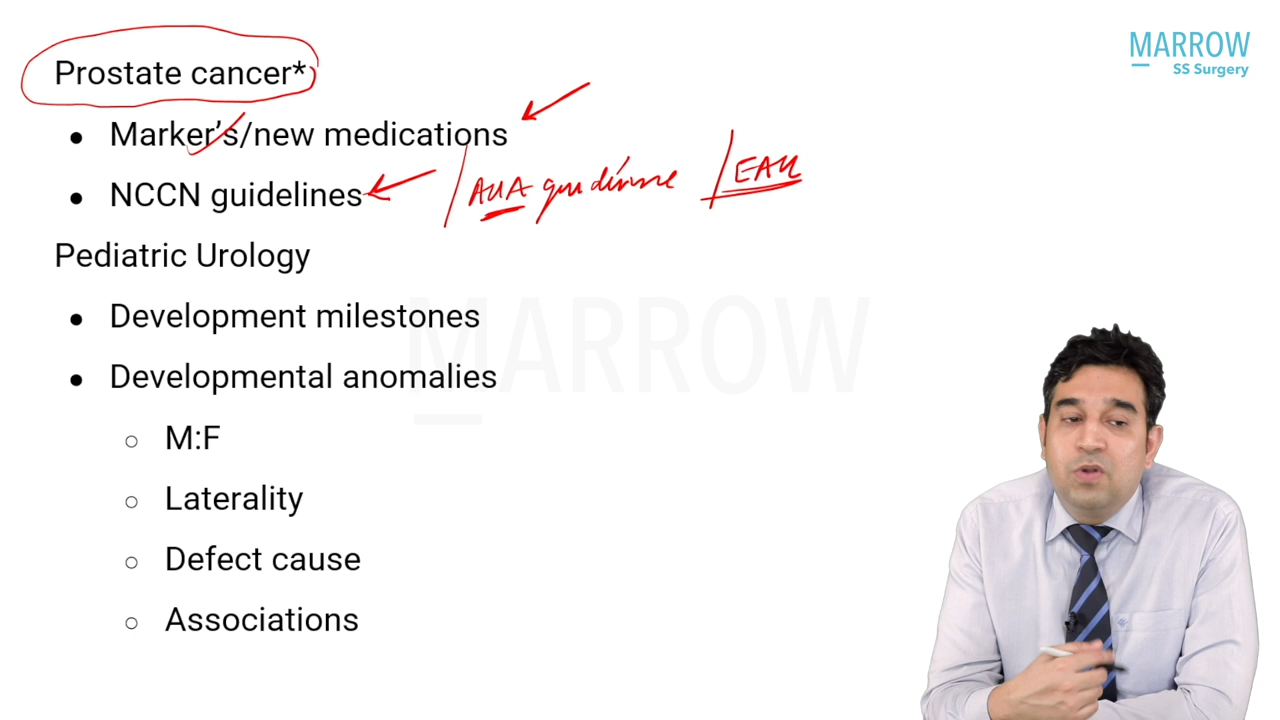 MARROW
SS Surgery
Prostate cancer*
• Marker's/new medications
• NCCN guidelines / AUA guidelines / EAU
Pediatric Urology
• Development milestones
• Developmental anomalies
○ M:F
○ Laterality
○ Defect cause
○ Associations
MARROW